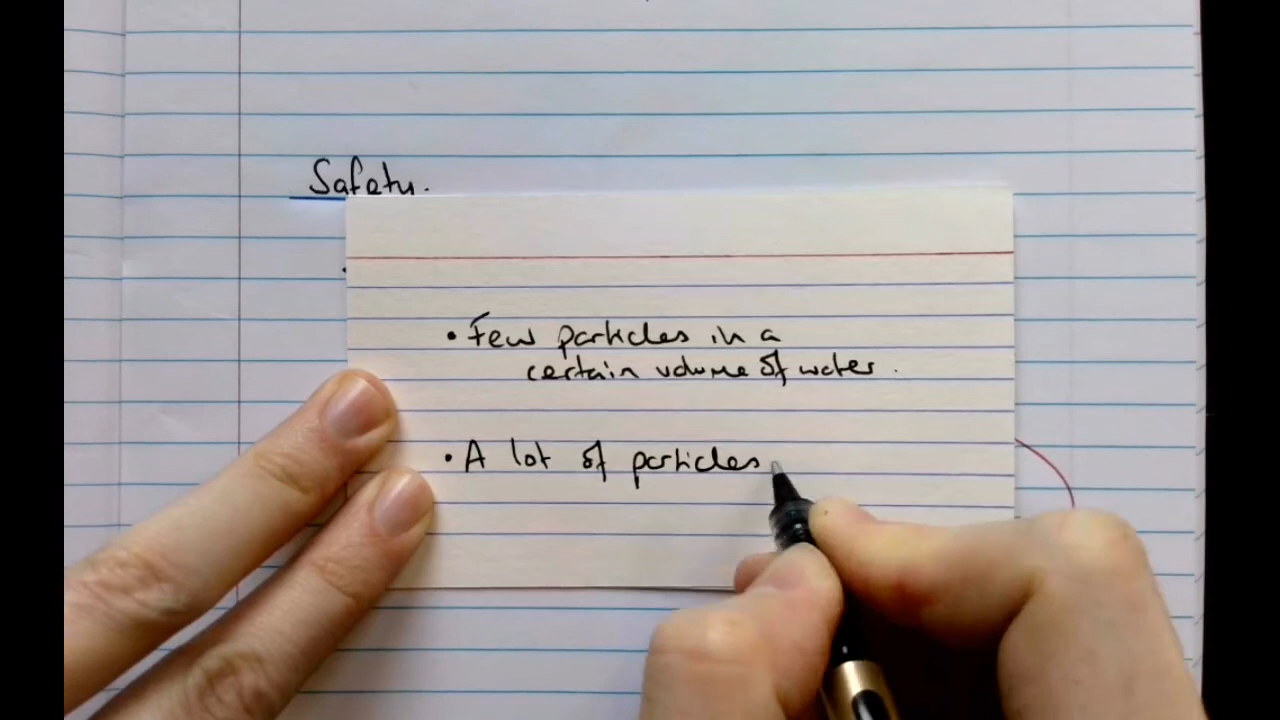 Safety.
• Few particles in a
certain volume of water.
• A lot of particles